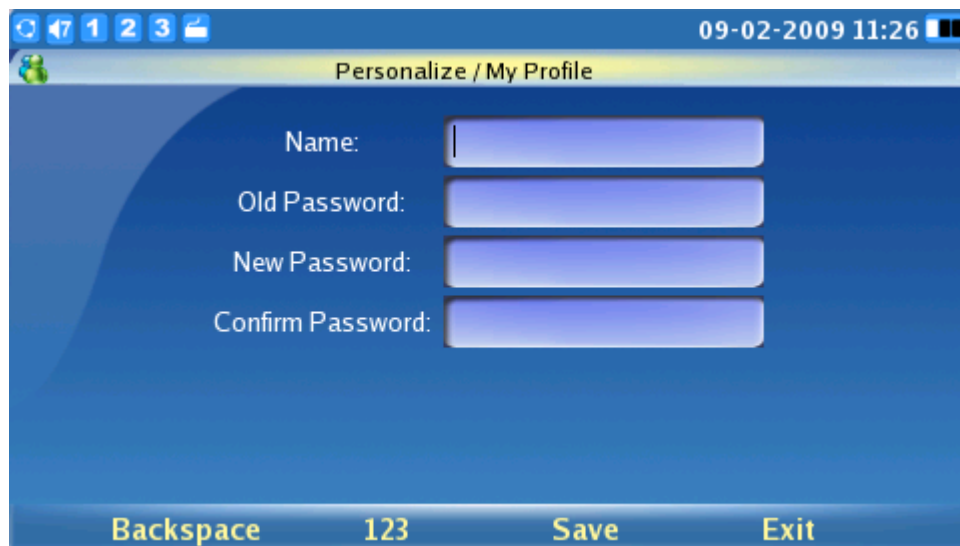 7 1 2 3 09-02-2009 11:26
Personalize / My Profile
Name:
Old Password:
New Password:
Confirm Password:
Backspace 123 Save Exit